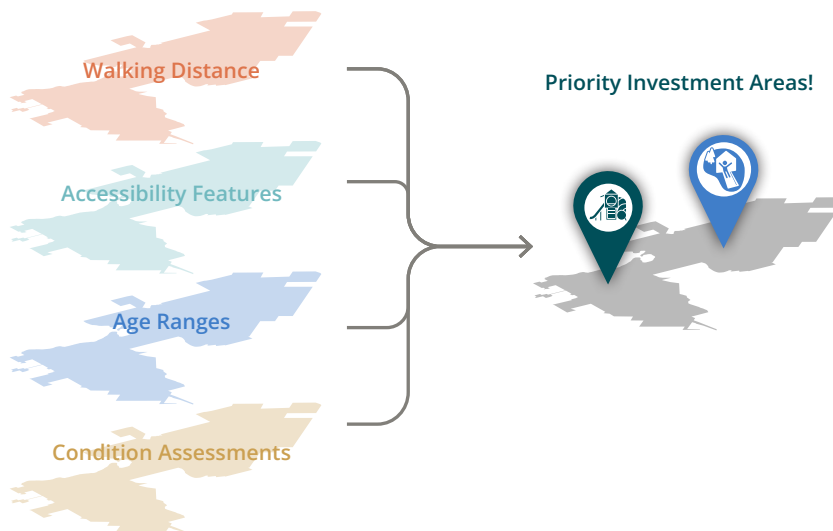 Walking Distance
Priority Investment Areas!
Accessibility Features
Age Ranges
Condition Assessments